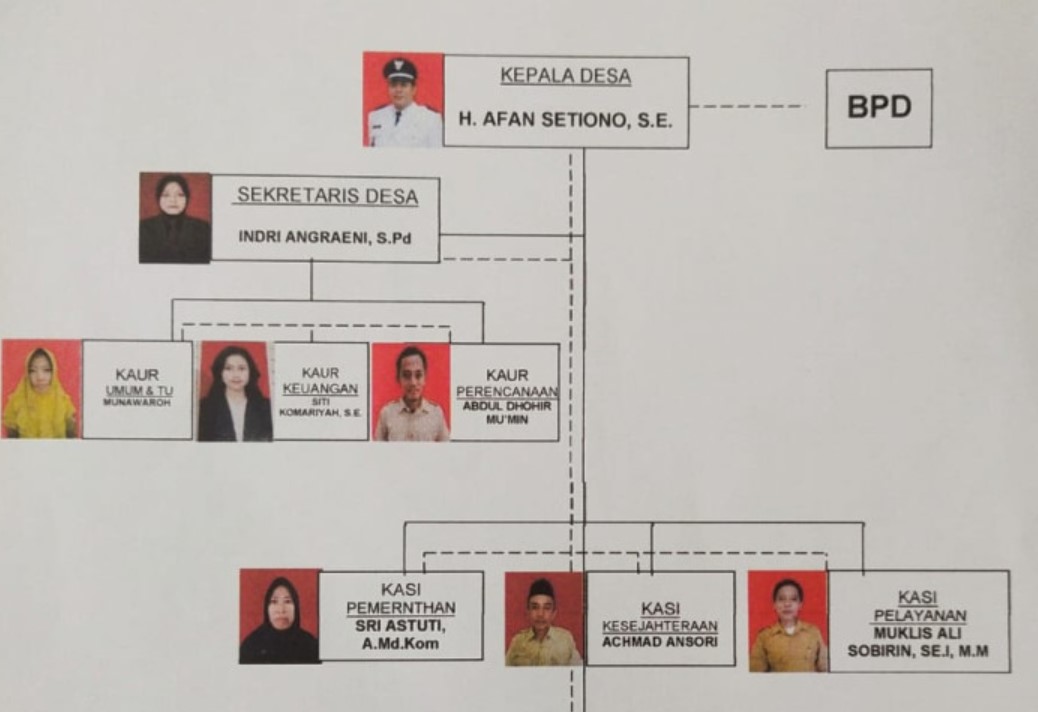 KEPALA DESA
H. AFAN SETIONO, S.E.
BPD
SEKRETARIS DESA
INDRI ANGRAENI, S.Pd
KAUR
UMUM & TU
MUNAWAROH
KAUR
KEUANGAN
SITI
KOMARIYAH, S.E.
KAUR
PERENCANAAN
ABDUL DHOHIR
MU'MIN
KASI
PEMERNTHAN
SRI ASTUTI,
A.Md.Kom
KASI
KESEJAHTERAAN
ACHMAD ANSORI
KASI
PELAYANAN
MUKLIS ALI
SOBIRIN, SE.I, M.M